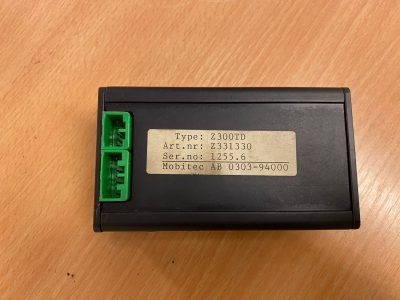 Type: Z300TD
Art.nr: Z331330
Ser.no: 1255.6
Mobitec AB 0303-94000